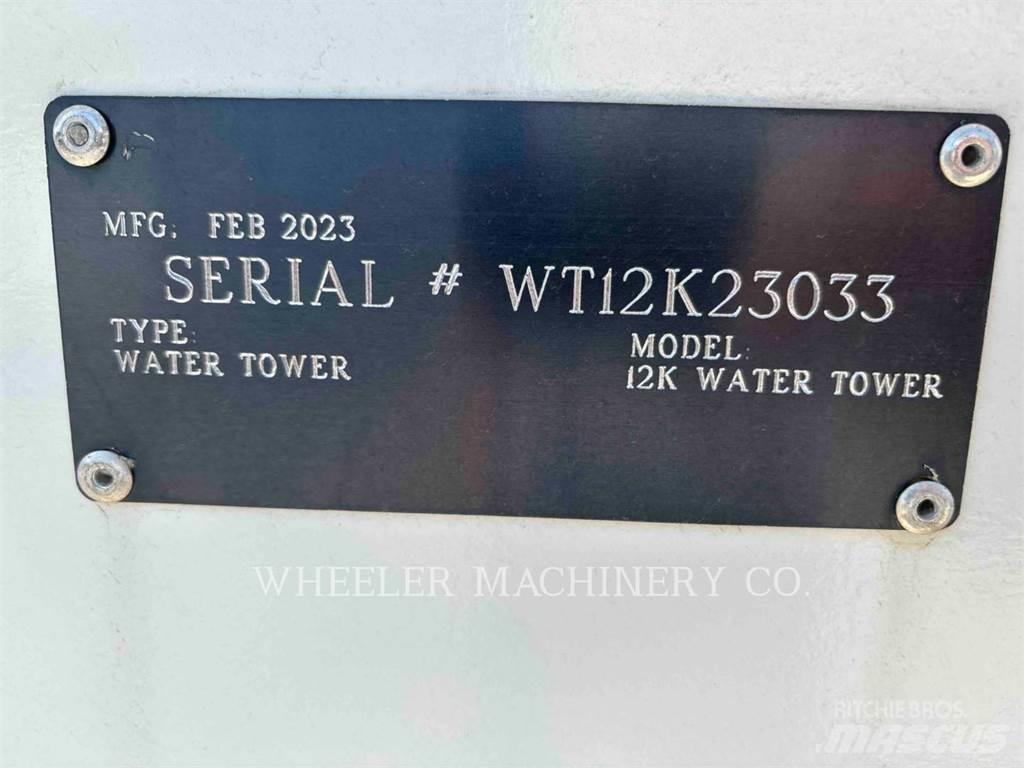 MFG: FEB 2023
SERIAL # WT12K23033
TYPE:
WATER TOWER
MODEL:
12K WATER TOWER
WHEELER MACHINERY CO.
RITCHIE BROS.
MASCUS